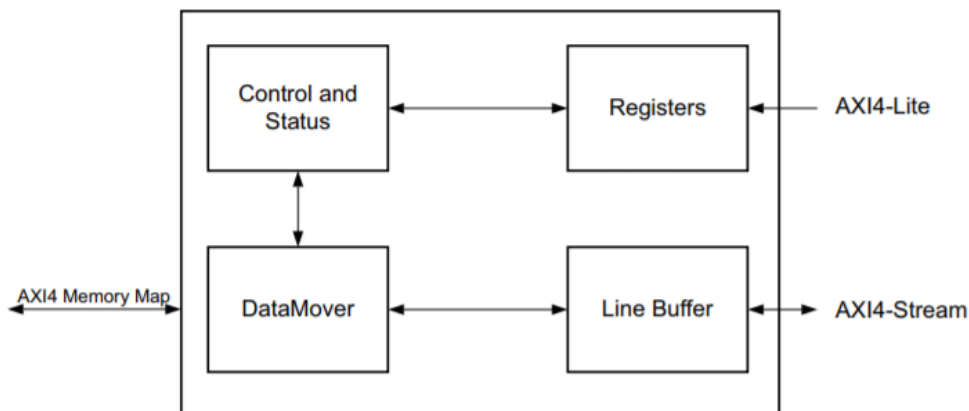 Control and
Status
Registers
AXI4-Lite
AXI4 Memory Map
DataMover
Line Buffer
AXI4-Stream